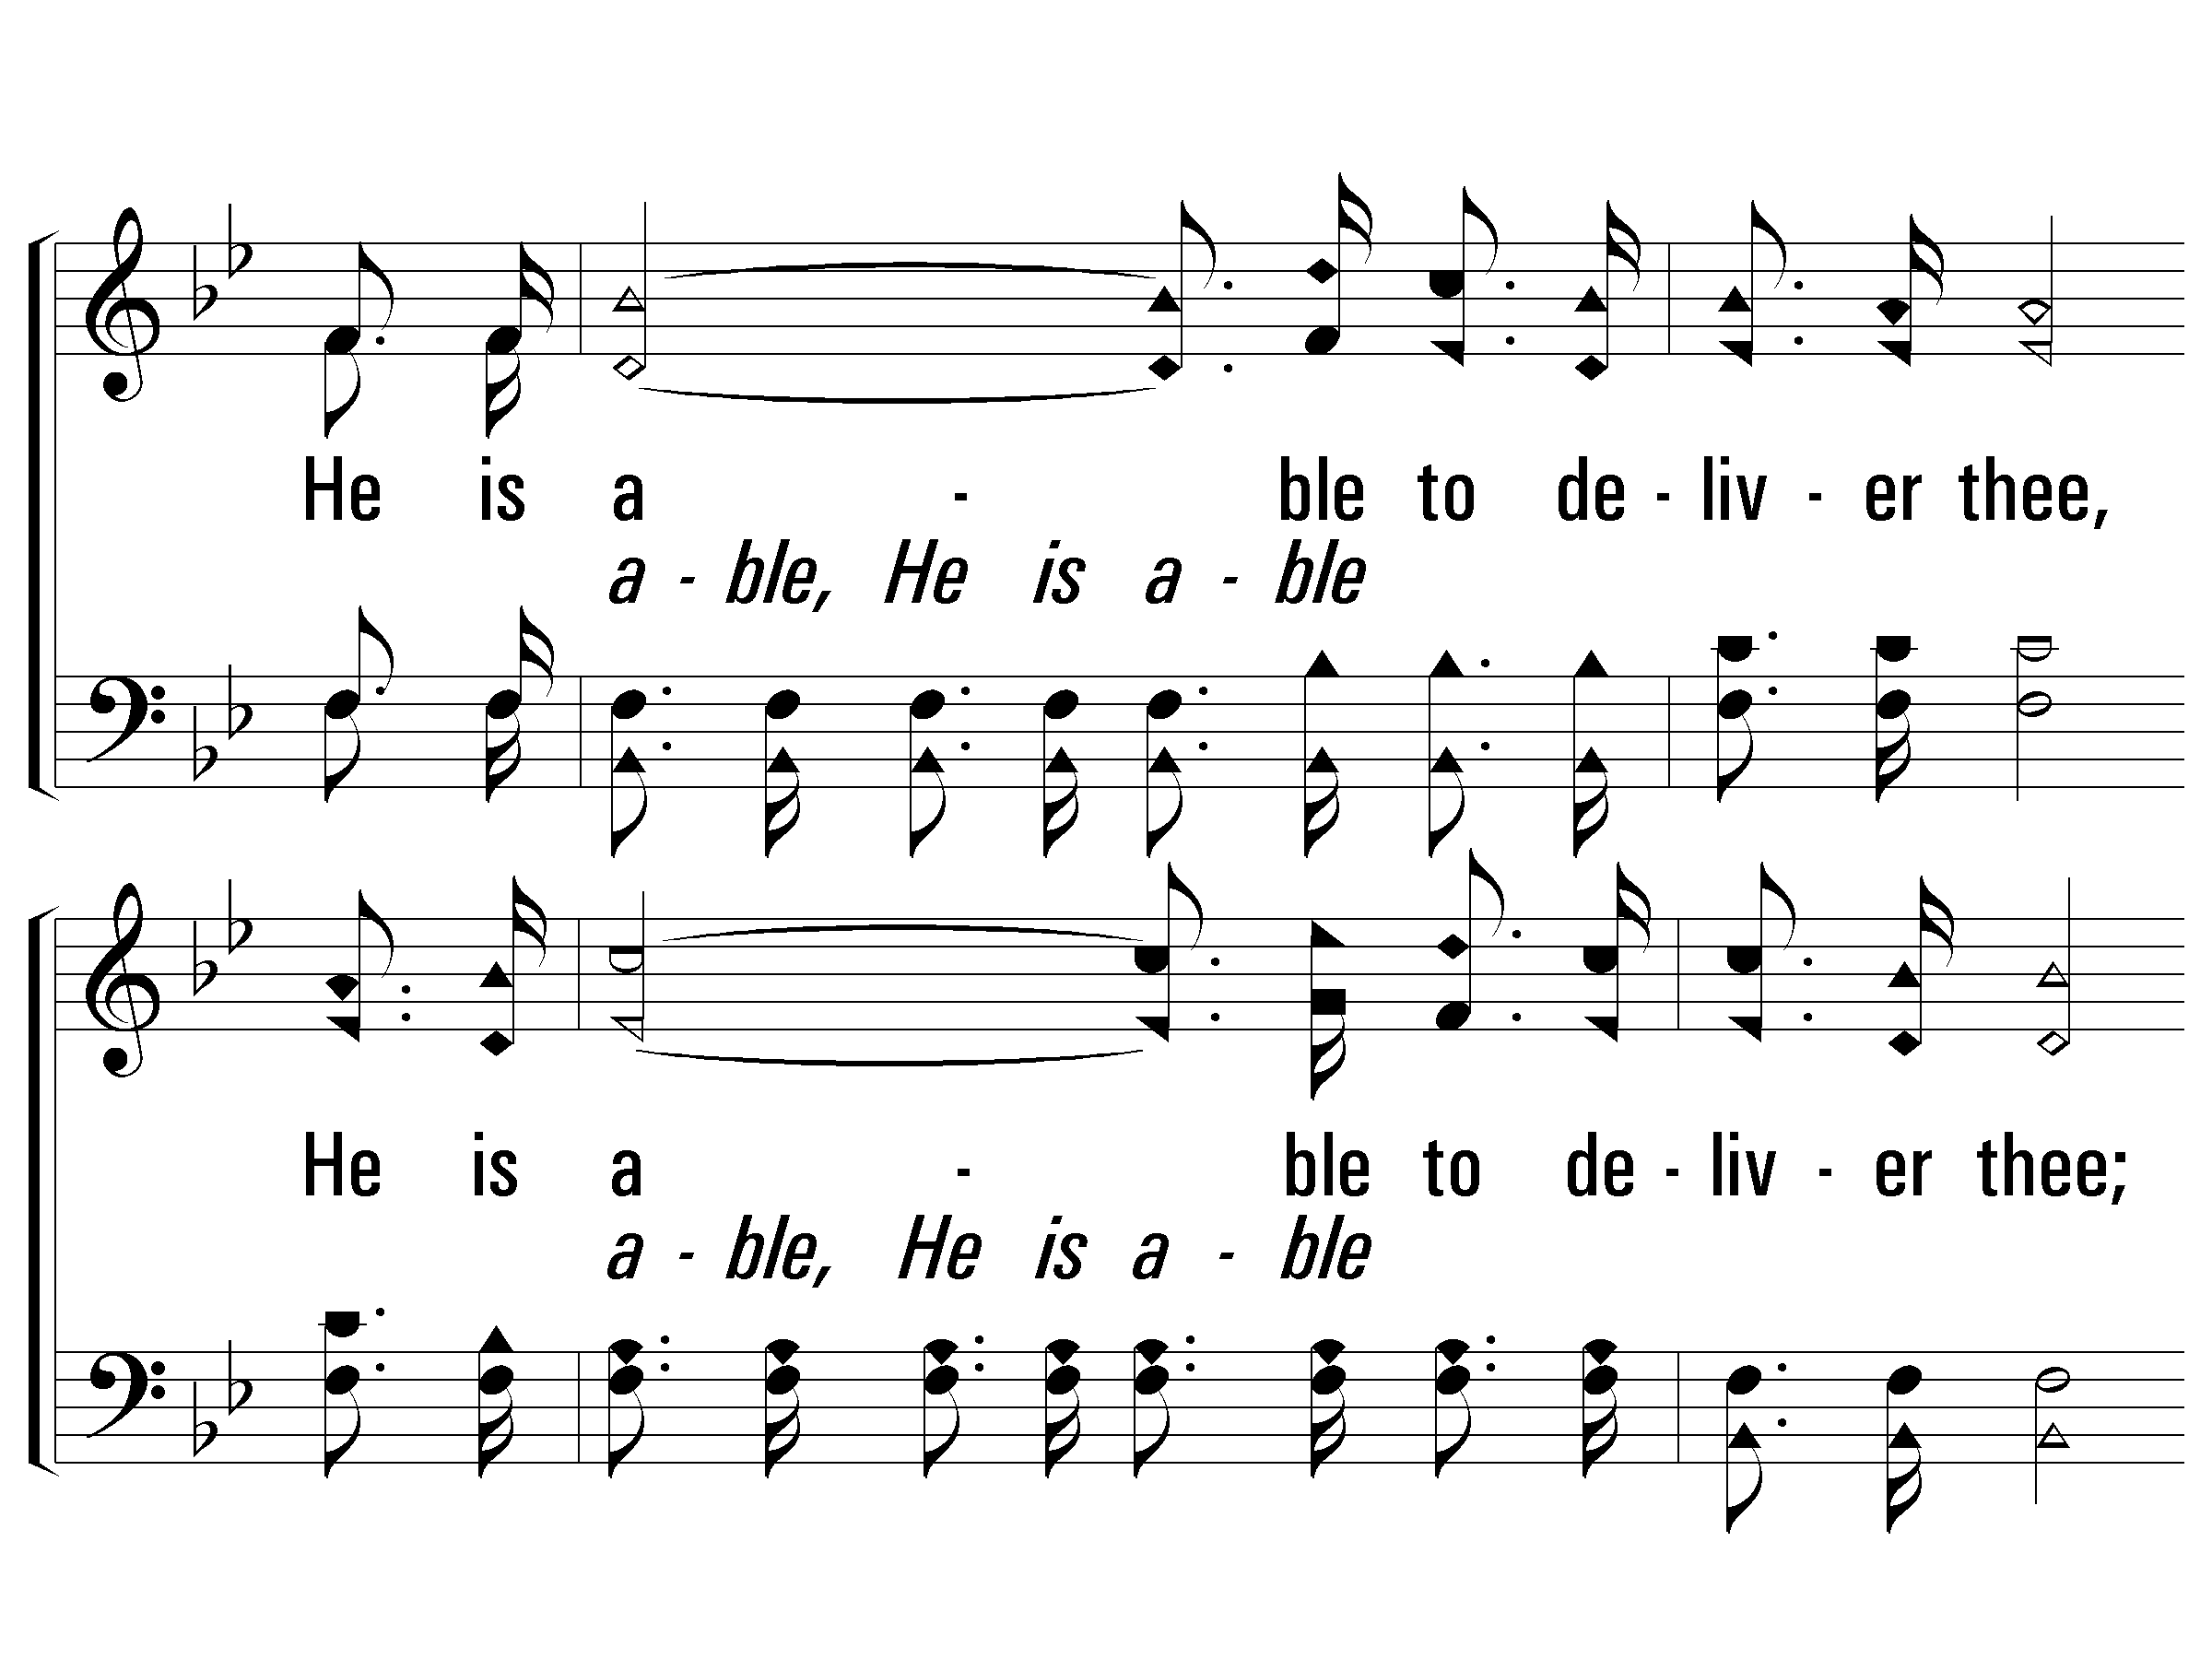 He is a - ble to de - liv - er thee,
a - ble, He is a - ble
He is a - ble to de - liv - er thee;
a - ble, He is a - ble